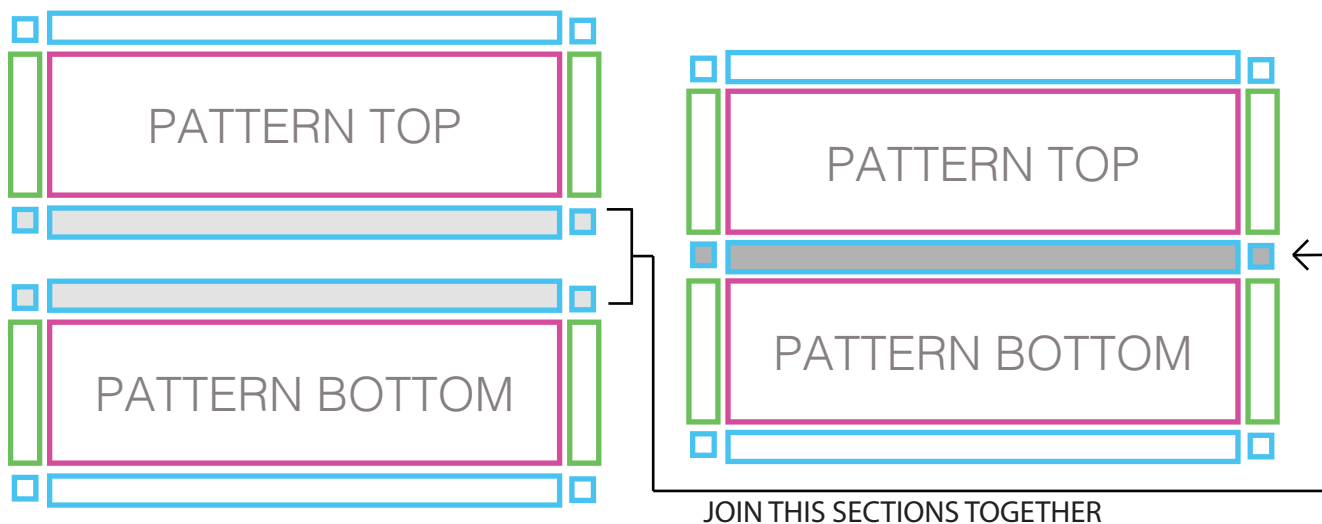 PATTERN TOP
PATTERN BOTTOM
PATTERN TOP
PATTERN BOTTOM
JOIN THIS SECTIONS TOGETHER